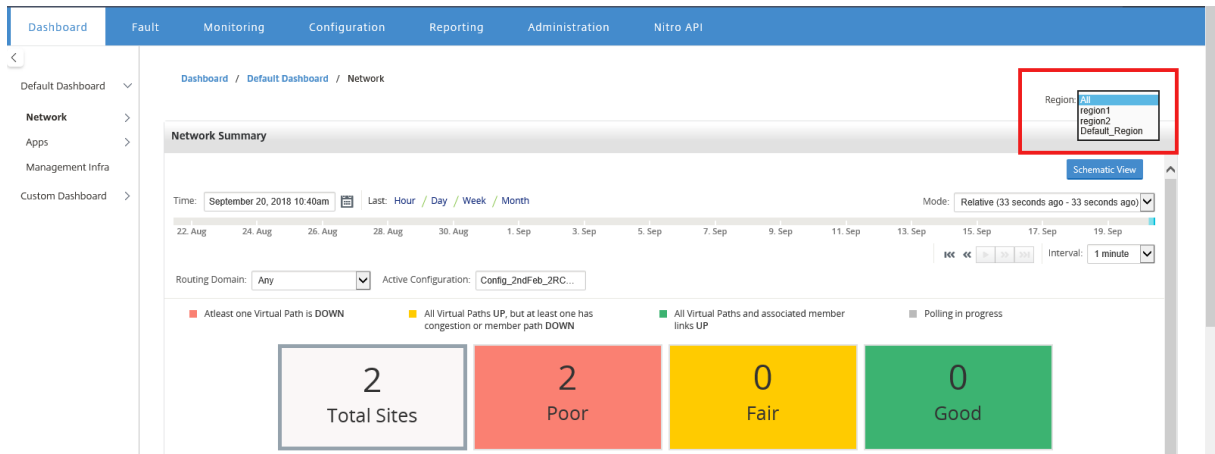 Dashboard Fault Monitoring Configuration Reporting Administration Nitro API
Default Dashboard
Network
Apps
Management Infra
Custom Dashboard
Dashboard / Default Dashboard / Network
Region: All
region1
region2
Default_Region
Network Summary
Schematic View
Time: September 20, 2018 10:40am Last: Hour / Day / Week / Month Mode: Relative (33 seconds ago - 33 seconds ago)
22. Aug 24. Aug 26. Aug 28. Aug 30. Aug 1. Sep 3. Sep 5. Sep 7. Sep 9. Sep 11. Sep 13. Sep 15. Sep 17. Sep 19. Sep
Interval: 1 minute
Routing Domain: Any Active Configuration: Config_2ndFeb_2RC...
Atleast one Virtual Path is DOWN
All Virtual Paths UP, but at least one has
congestion or member path DOWN
All Virtual Paths and associated member
links UP
Polling in progress
2
Total Sites
2
Poor
0
Fair
0
Good